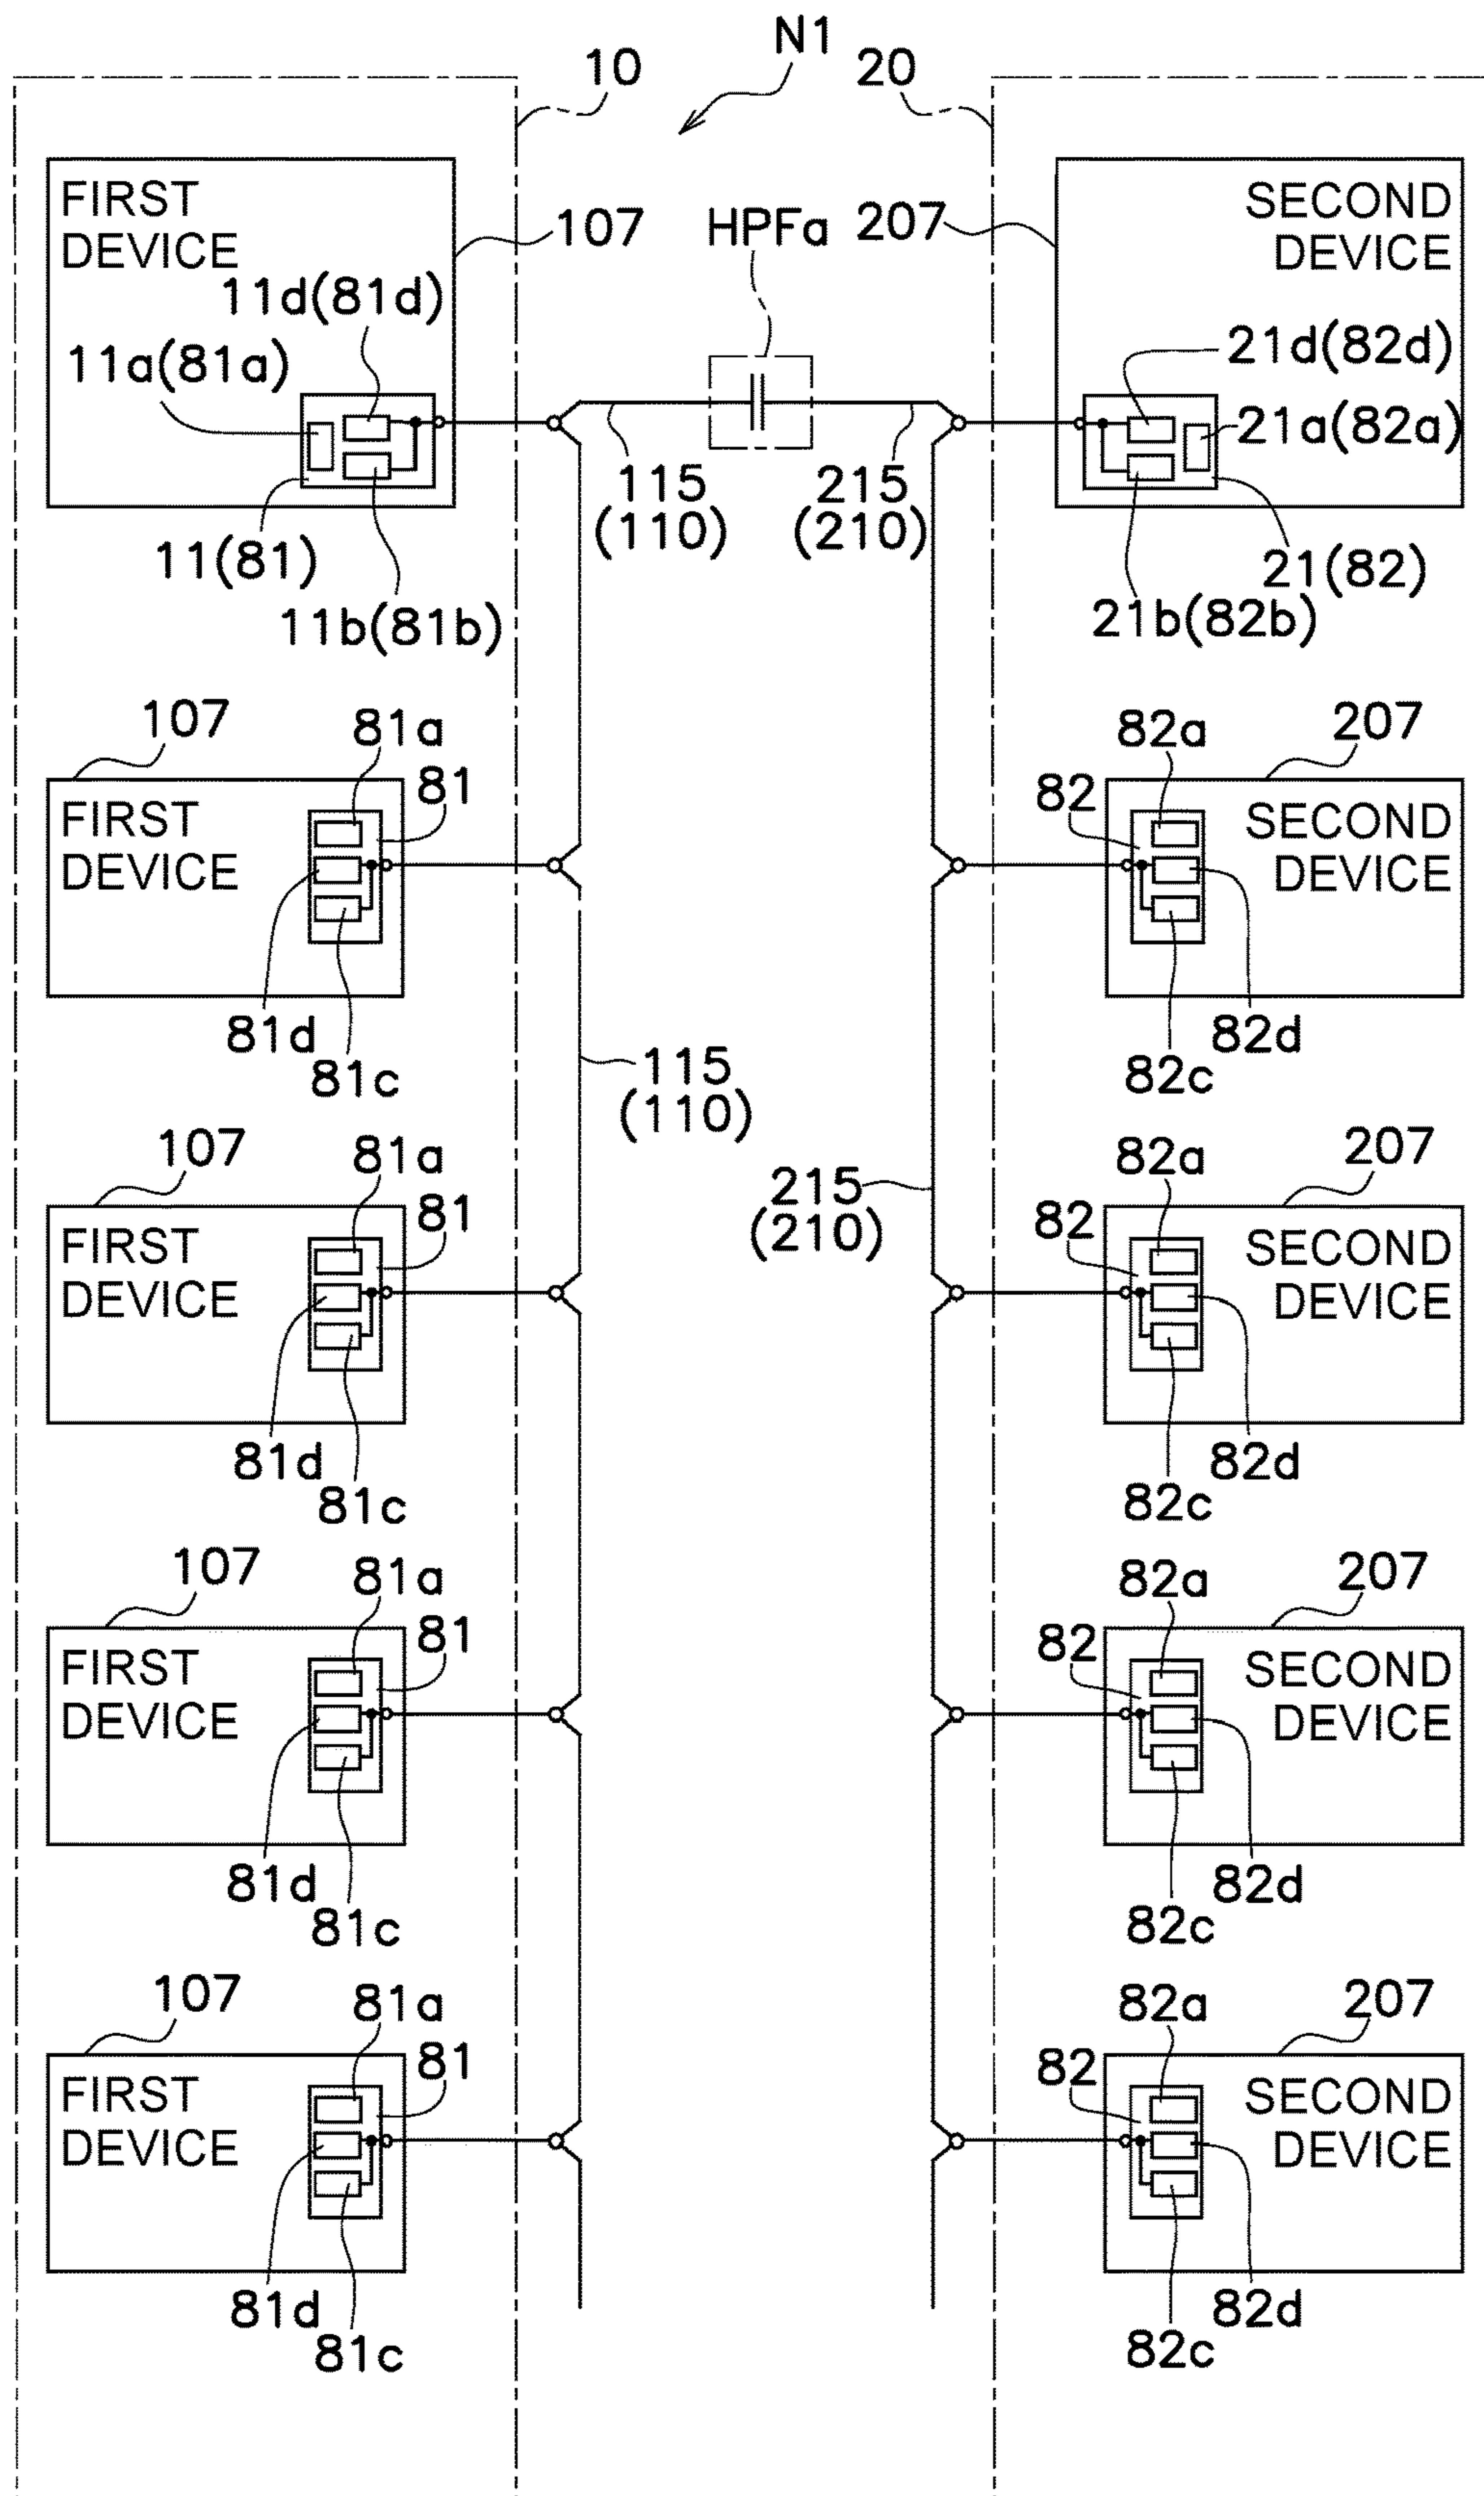 N1
10
20
FIRST
DEVICE
107
HPFa
207
SECOND
DEVICE
11d(81d)
11a(81a)
21d(82d)
21a(82a)
115
(110)
215
(210)
11(81)
11b(81b)
21(82)
21b(82b)
107
81a
81
FIRST
DEVICE
81d
81c
82a
207
82
SECOND
DEVICE
82d
82c
115
(110)
107
81a
81
FIRST
DEVICE
81d
81c
215
(210)
82a
207
82
SECOND
DEVICE
82d
82c
107
81a
81
FIRST
DEVICE
81d
81c
82a
207
82
SECOND
DEVICE
82d
82c
107
81a
81
FIRST
DEVICE
81d
81c
82a
207
82
SECOND
DEVICE
82d
82c